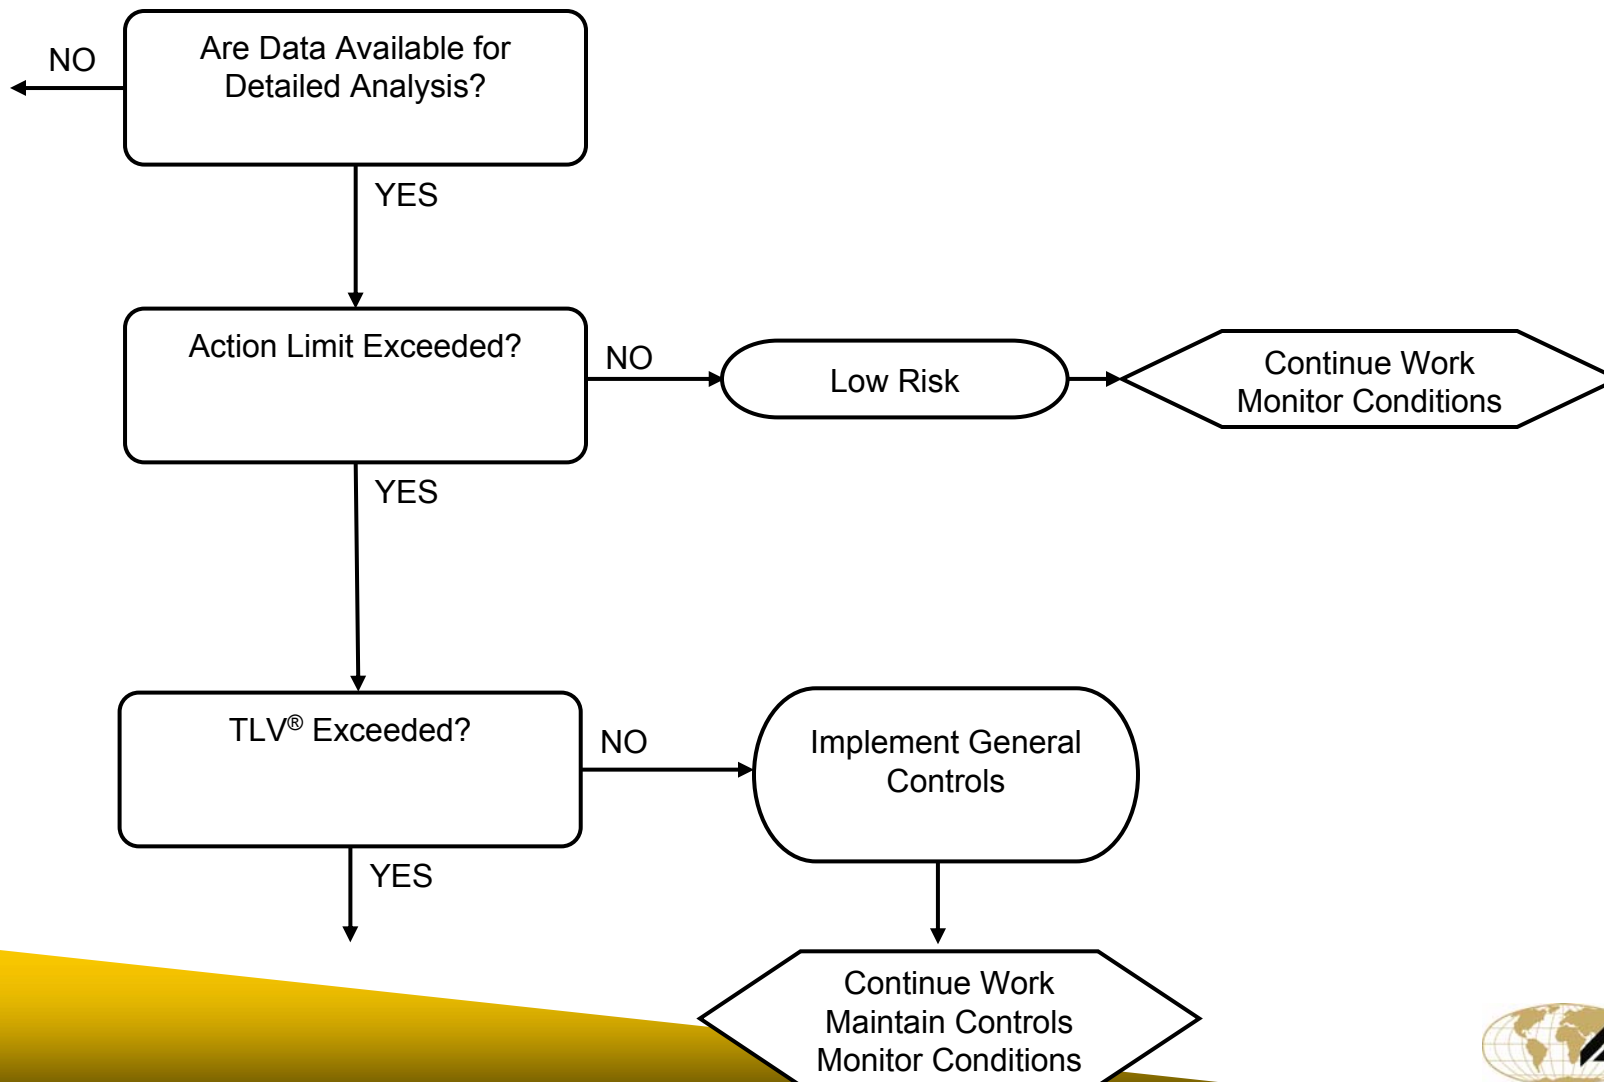 Are Data Available for
Detailed Analysis?
NO
YES
Action Limit Exceeded?
NO
Low Risk
Continue Work
Monitor Conditions
YES
TLV® Exceeded?
NO
Implement General
Controls
YES
Continue Work
Maintain Controls
Monitor Conditions